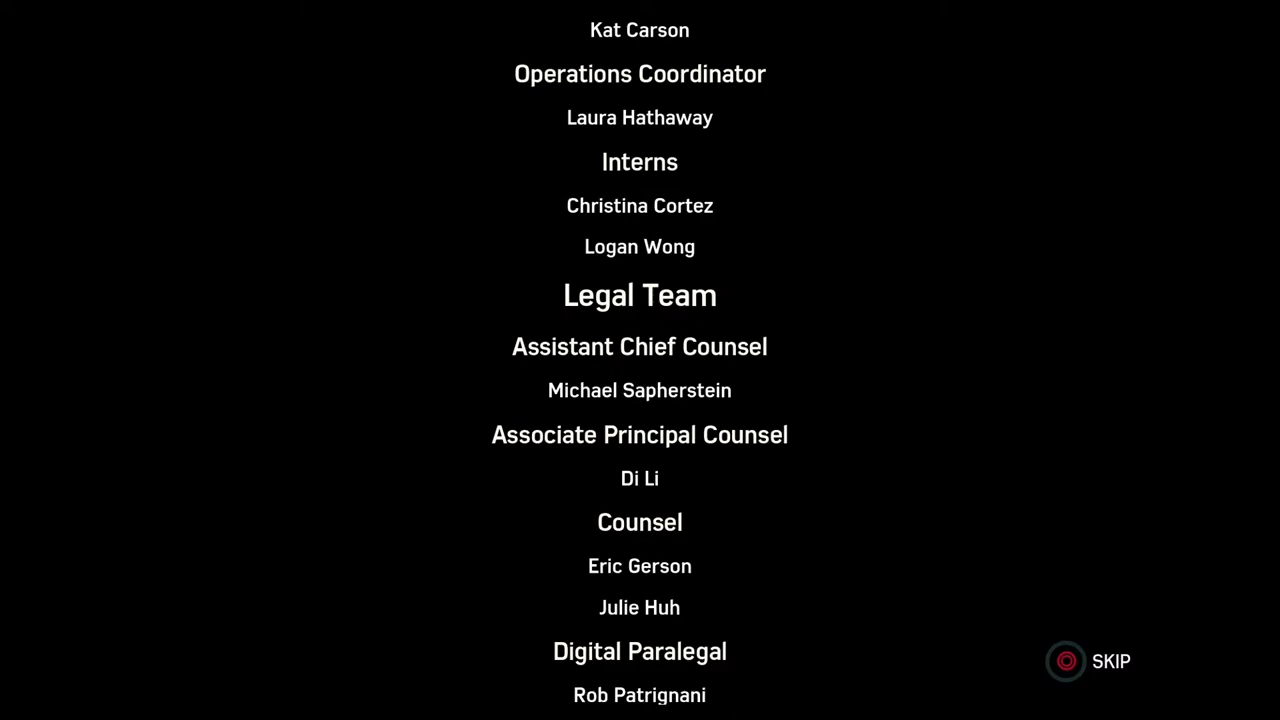 Kat Carson
Operations Coordinator
Laura Hathaway
Interns
Christina Cortez
Logan Wong
Legal Team
Assistant Chief Counsel
Michael Sapherstein
Associate Principal Counsel
Di Li
Counsel
Eric Gerson
Julie Huh
Digital Paralegal
SKIP
Rob Patrignani